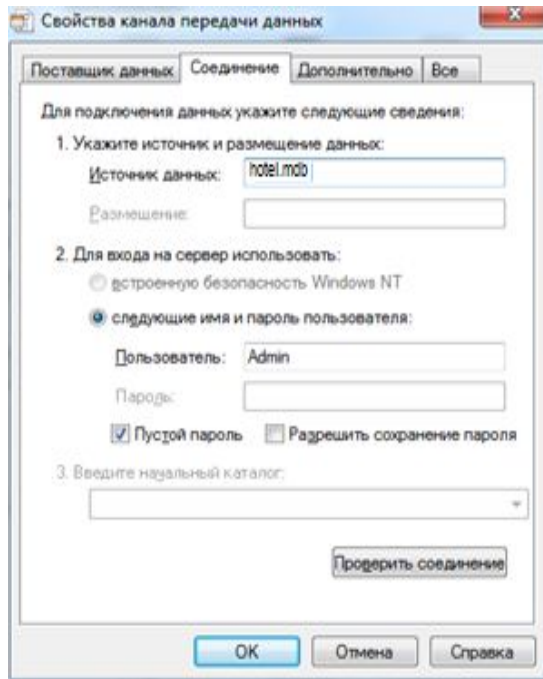 Свойства канала передачи данных
Поставщик данных Соединение Дополнительно Все
Для подключения данных укажите следующие сведения:
1. Укажите источник и размещение данных:
Источник данных: hotel.mdb
Размещение:
2. Для входа на сервер использовать:
встроенную безопасность Windows NT
следующие имя и пароль пользователя:
Пользователь: Admin
Пароль:
Пустой пароль Разрешить сохранение пароля
3. Введите начальный каталог:
Проверить соединение
OK Отмена Справка